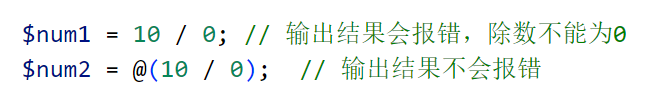 $num1 = 10 / 0; // 输出结果会报错，除数不能为0
$num2 = @(10 / 0);  // 输出结果不会报错